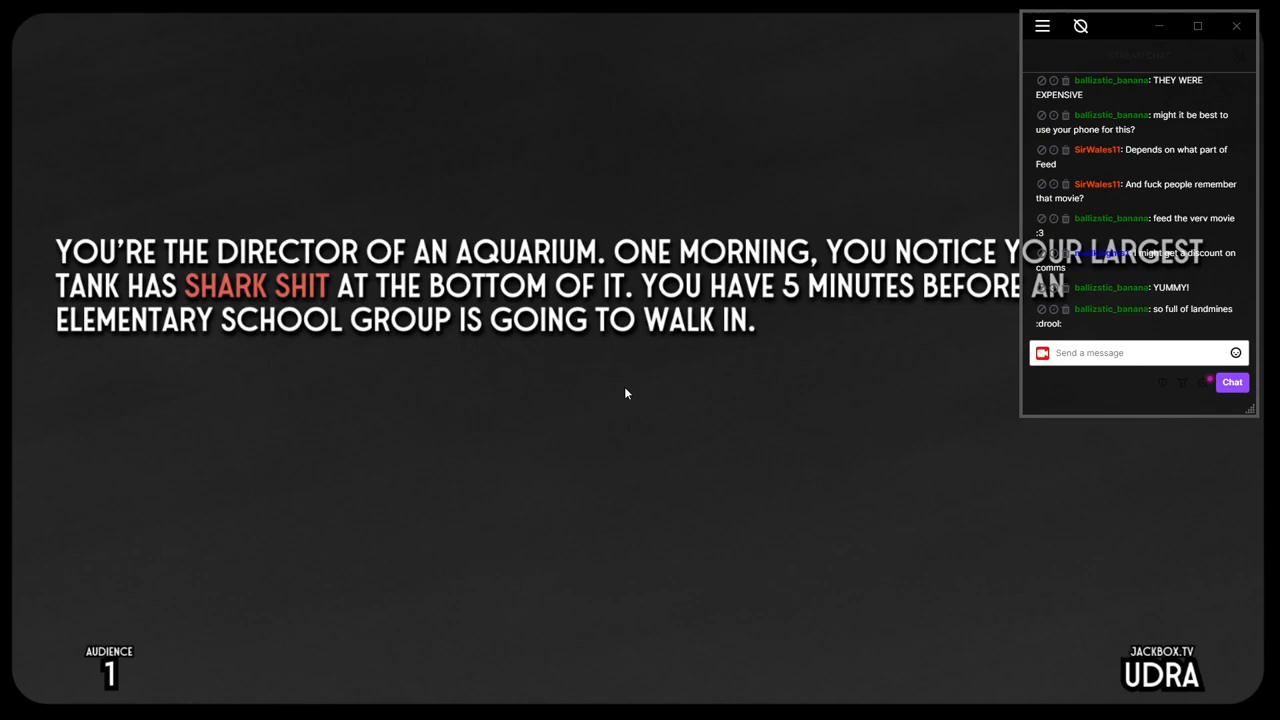 YOU'RE THE DIRECTOR OF AN AQUARIUM. ONE MORNING, YOU NOTICE YOUR LARGEST
TANK HAS SHARK SHIT AT THE BOTTOM OF IT. YOU HAVE 5 MINUTES BEFORE AN
ELEMENTARY SCHOOL GROUP IS GOING TO WALK IN.
STREAM CHAT
ballizstic_banana: THEY WERE
EXPENSIVE
ballizstic_banana: might it be best to
use your phone for this?
SirWales11: Depends on what part of
Feed
SirWales11: And fuck people remember
that movie?
ballizstic_banana: feed the verv movie
:3
i might get a discount on
comms
ballizstic_banana: YUMMY!
ballizstic_banana: so full of landmines
:drool:
Send a message
Chat
AUDIENCE
1
JACKBOX.TV
UDRA